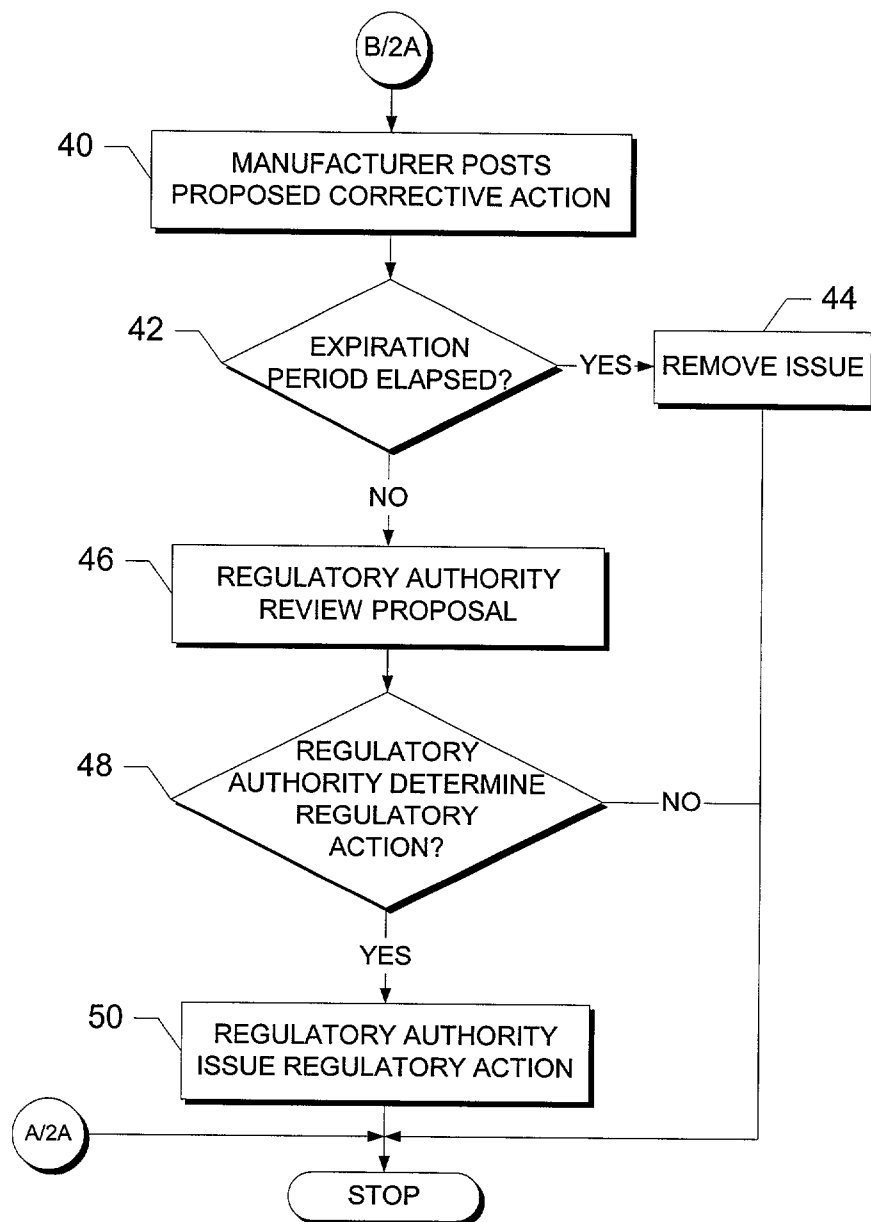 B/2A
40
MANUFACTURER POSTS
PROPOSED CORRECTIVE ACTION
42
EXPIRATION
PERIOD ELAPSED?
YES
44
REMOVE ISSUE
NO
46
REGULATORY AUTHORITY
REVIEW PROPOSAL
48
REGULATORY
AUTHORITY DETERMINE
REGULATORY
ACTION?
NO
YES
50
REGULATORY AUTHORITY
ISSUE REGULATORY ACTION
A/2A
STOP